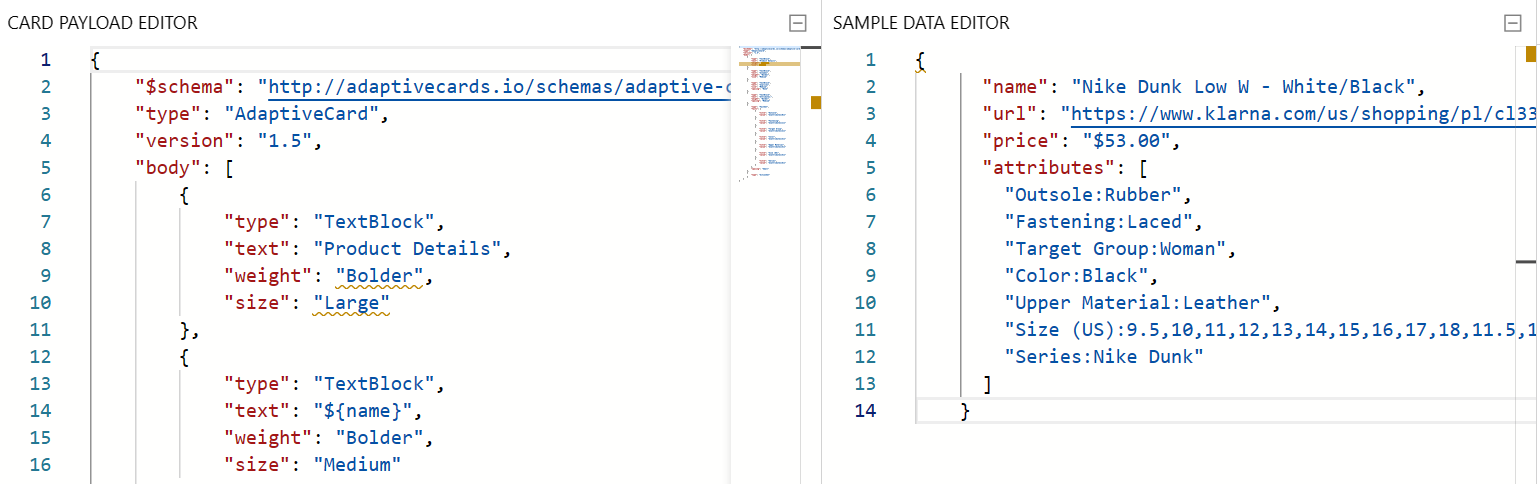 CARD PAYLOAD EDITOR
1 {
2 "$schema": "http://adaptivecards.io/schemas/adaptive-c
3 "type": "AdaptiveCard",
4 "version": "1.5",
5 "body": [
6 {
7 "type": "TextBlock",
8 "text": "Product Details",
9 "weight": "Bolder",
10 "size": "Large"
11 },
12 {
13 "type": "TextBlock",
14 "text": "${name}",
15 "weight": "Bolder",
16 "size": "Medium"
SAMPLE DATA EDITOR
1 {
2 "name": "Nike Dunk Low W - White/Black",
3 "url": "https://www.klarna.com/us/shopping/pl/cl33
4 "price": "$53.00",
5 "attributes": [
6 "Outsole:Rubber",
7 "Fastening:Laced",
8 "Target Group:Woman",
9 "Color:Black",
10 "Upper Material:Leather",
11 "Size (US):9.5,10,11,12,13,14,15,16,17,18,11.5,1
12 "Series:Nike Dunk"
13 ]
14 }